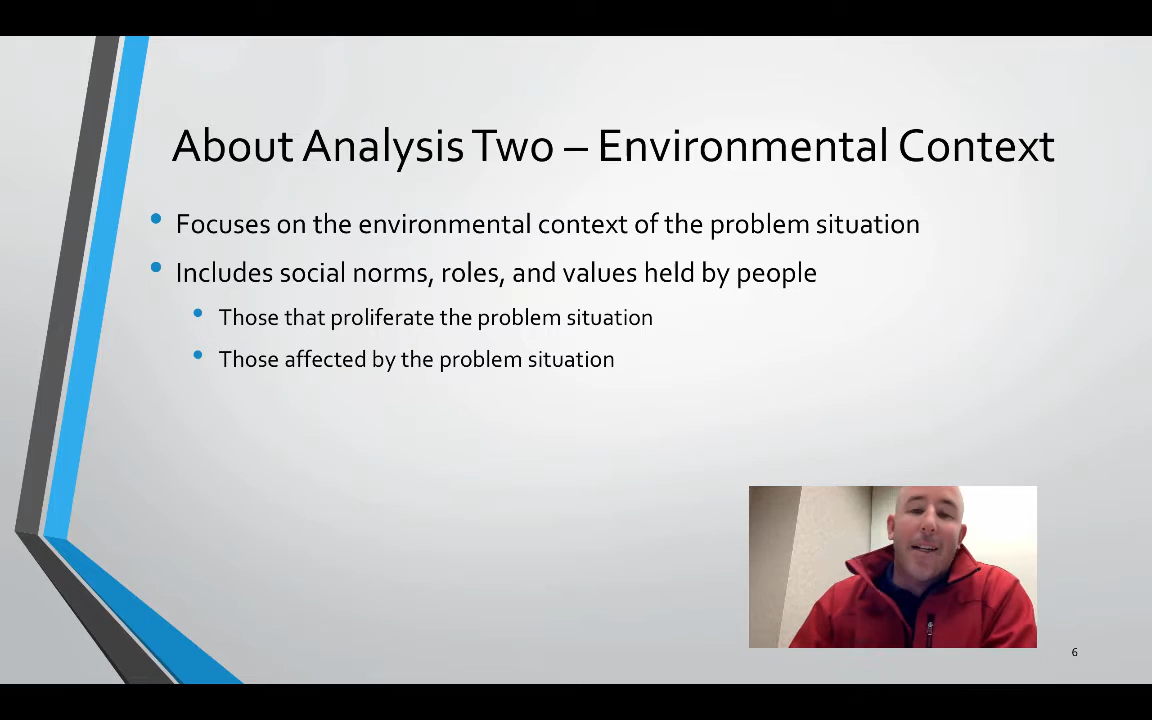 About Analysis Two – Environmental Context
Focuses on the environmental context of the problem situation
Includes social norms, roles, and values held by people
Those that proliferate the problem situation
Those affected by the problem situation
6